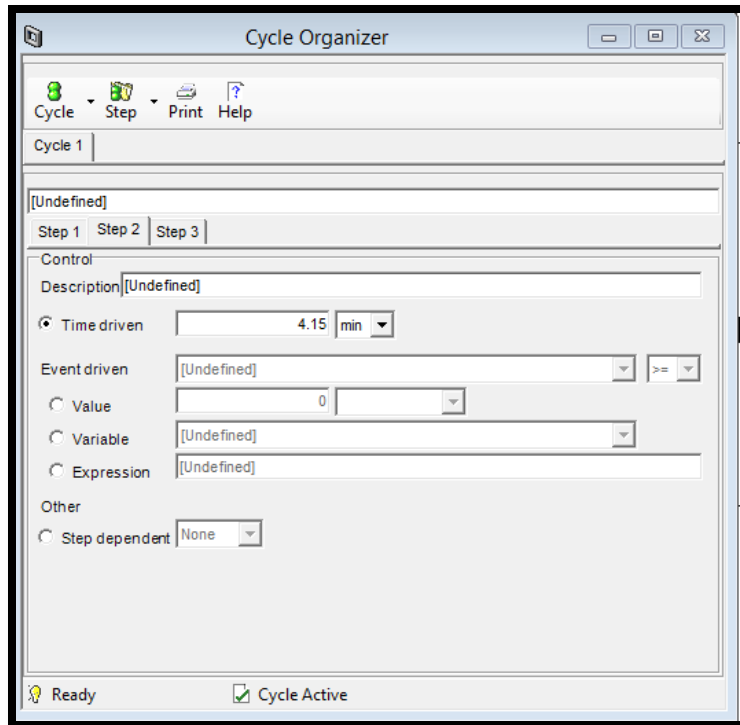 Cycle Organizer
Cycle Step Print Help
Cycle 1
[Undefined]
Step 1 Step 2 Step 3
Control
Description [Undefined]
Time driven 4.15 min
Event driven [Undefined] >=
Value 0
Variable [Undefined]
Expression [Undefined]
Other
Step dependent None
Ready Cycle Active